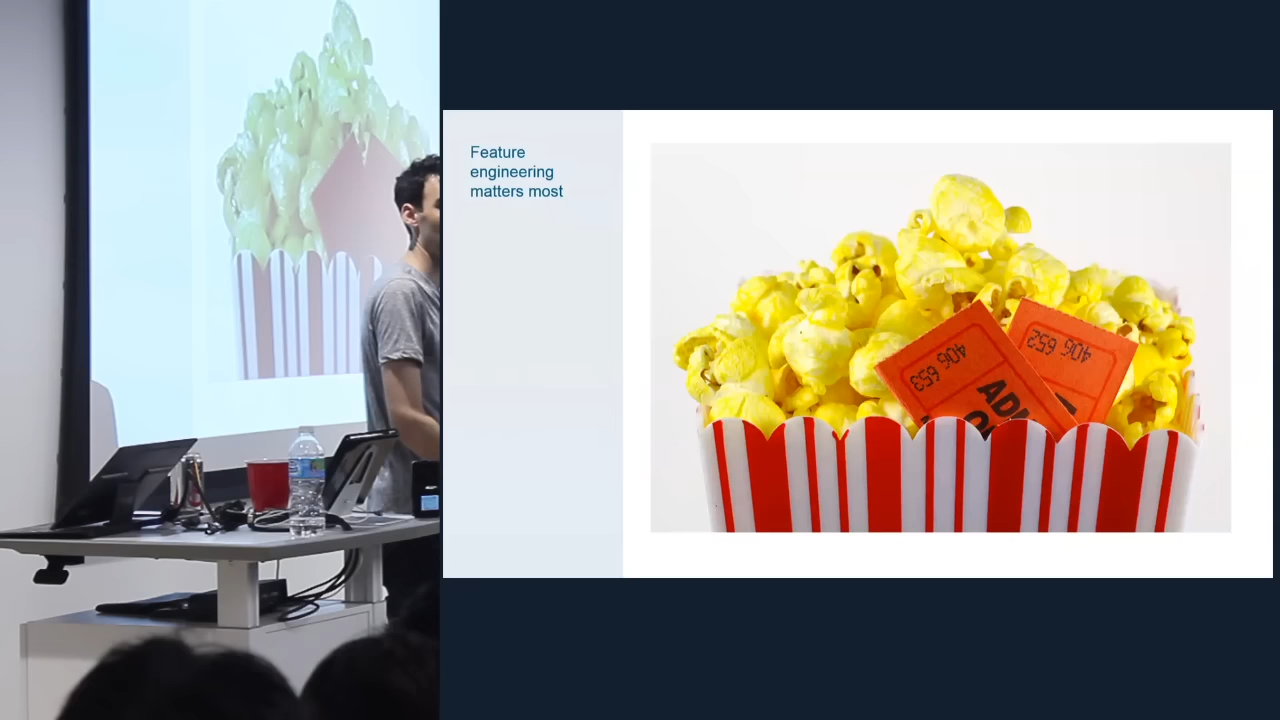 Feature
engineering
matters most
406 653
406 652